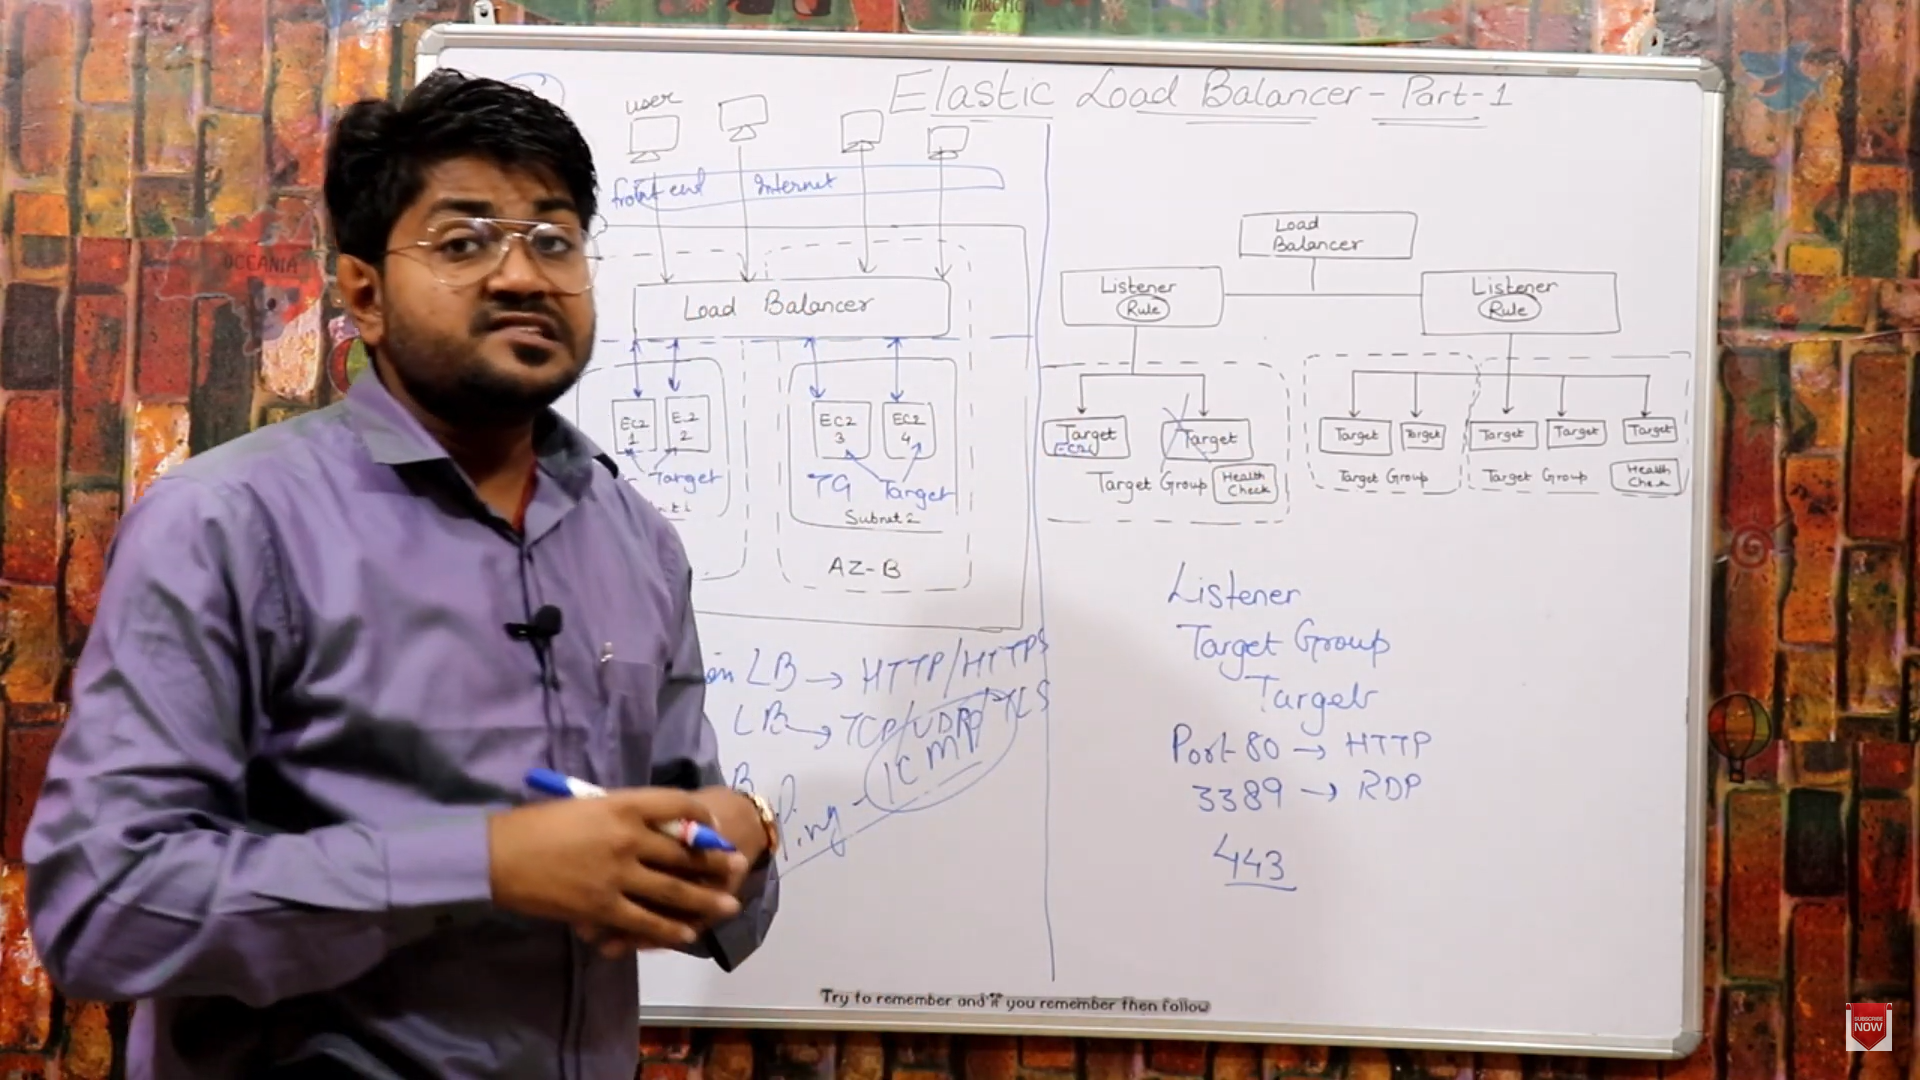 ANTARCTICA
OCEANIA
Elastic Load Balancer - Part-1
user
front end Internet
Load Balancer
EC2 1
EC2 2
EC2 3
EC2 4
Target
TG Target
Subnet 2
AZ-B
LB → HTTP/HTTPS
LB → TCP/UDP/TLS
ICMP
Ping
Load Balancer
Listener Rule
Listener Rule
Target
EC2
Target
Target Group Health Check
Target Target Target Target Target
Target Group Target Group Health Check
Listener
Target Group
Target
Port 80 → HTTP
3389 → RDP
443
Try to remember and if you remember then follow
SUBSCRIBE
NOW